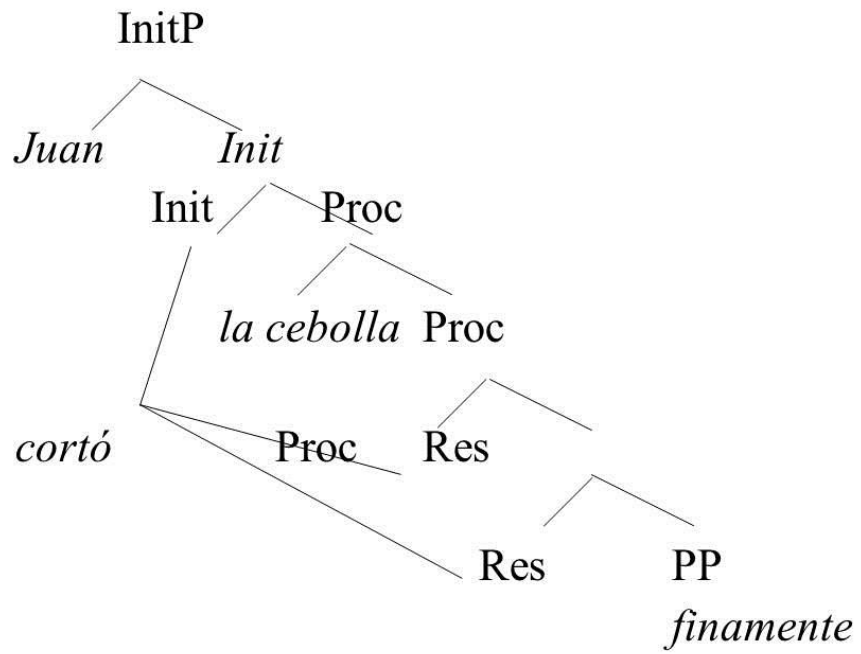 InitP
Juan Init
Init Proc
la cebolla Proc
cortó Proc Res
Res PP
finamente